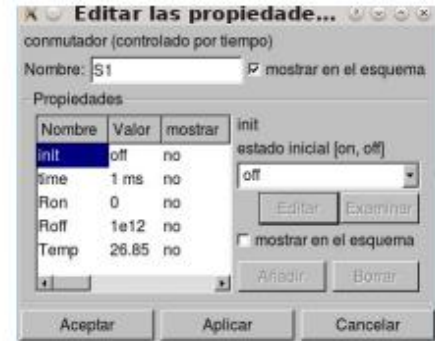 Editar las propiedade...
conmutador (controlado por tiempo)
Nombre: S1
mostrar en el esquema
Propiedades
Nombre Valor mostrar
init off no
time 1 ms no
Ron 0 no
Roff 1e12 no
Temp 26.85 no
init
estado inicial [on, off]
off
Editar Examinar
mostrar en el esquema
Añadir Borrar
Aceptar Aplicar Cancelar